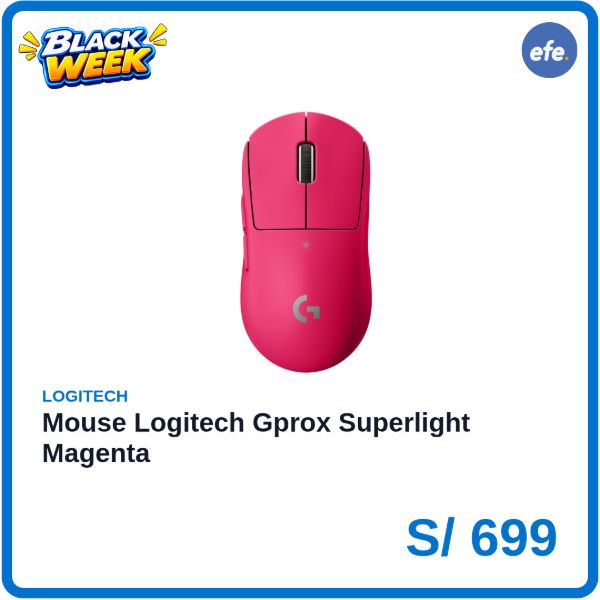 BLACK
WEEK
efe.
G
LOGITECH
Mouse Logitech Gprox Superlight
Magenta
S/ 699